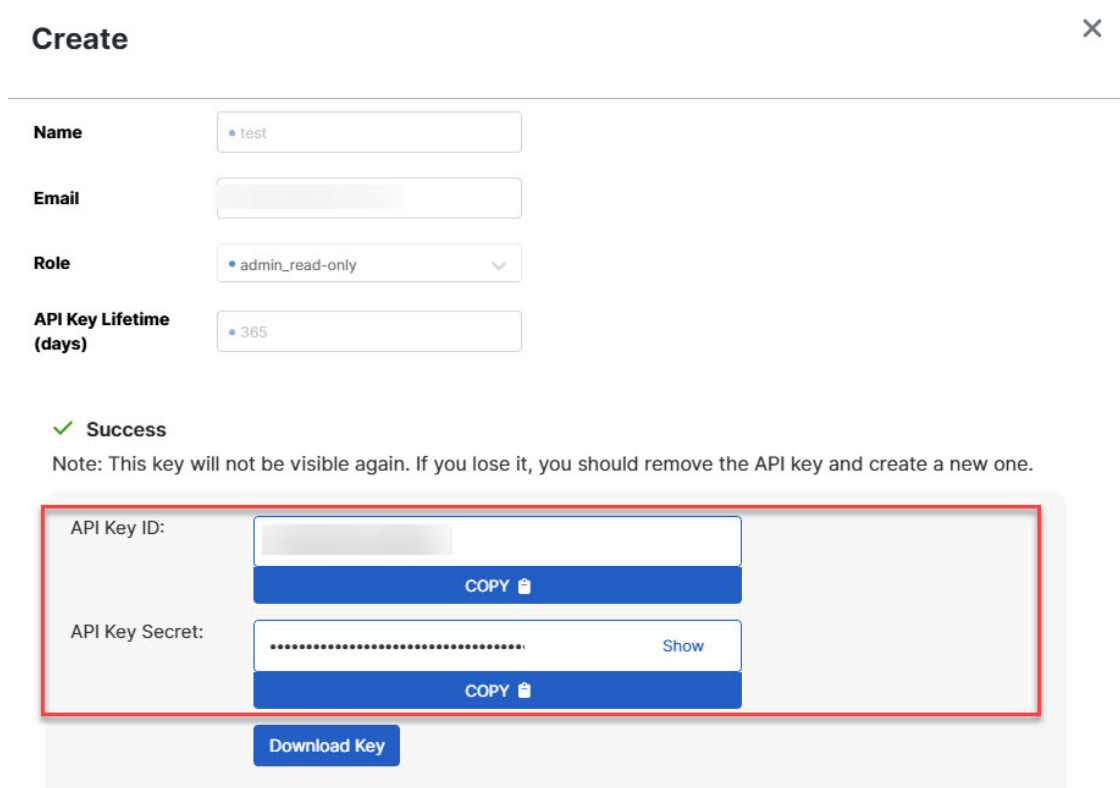 Create
Name
test
Email
Role
admin_read-only
API Key Lifetime
(days)
365
Success
Note: This key will not be visible again. If you lose it, you should remove the API key and create a new one.
API Key ID:
COPY
API Key Secret:
Show
COPY
Download Key